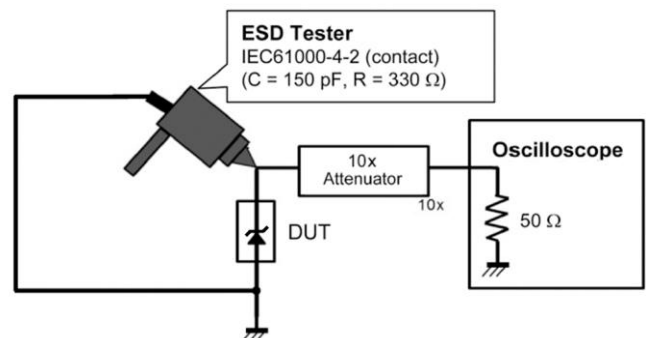 ESD Tester
IEC61000-4-2 (contact)
(C = 150 pF, R = 330 Ω)
10x
Attenuator
10x
Oscilloscope
50 Ω
DUT